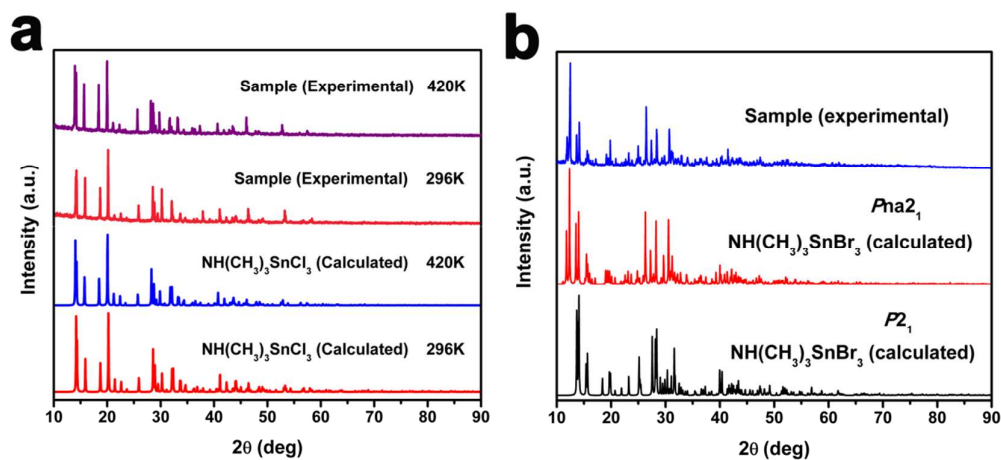 a
Sample (Experimental) 420K
Sample (Experimental) 296K
NH(CH₃)₃SnCl₃ (Calculated) 420K
NH(CH₃)₃SnCl₃ (Calculated) 296K
Intensity (a.u.)
10 20 30 40 50 60 70 80 90
2θ (deg)
b
Sample (experimental)
Pna2₁
NH(CH₃)₃SnBr₃ (calculated)
P2₁
NH(CH₃)₃SnBr₃ (calculated)
Intensity (a.u.)
10 20 30 40 50 60 70 80 90
2θ (deg)